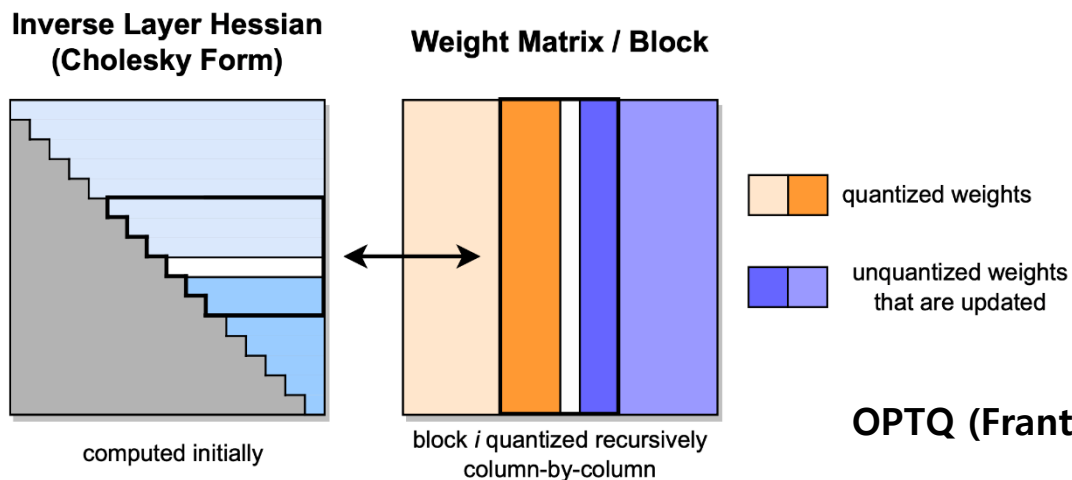 Inverse Layer Hessian
(Cholesky Form)
Weight Matrix / Block
quantized weights
unquantized weights
that are updated
computed initially
block i quantized recursively
column-by-column
OPTQ (Frant